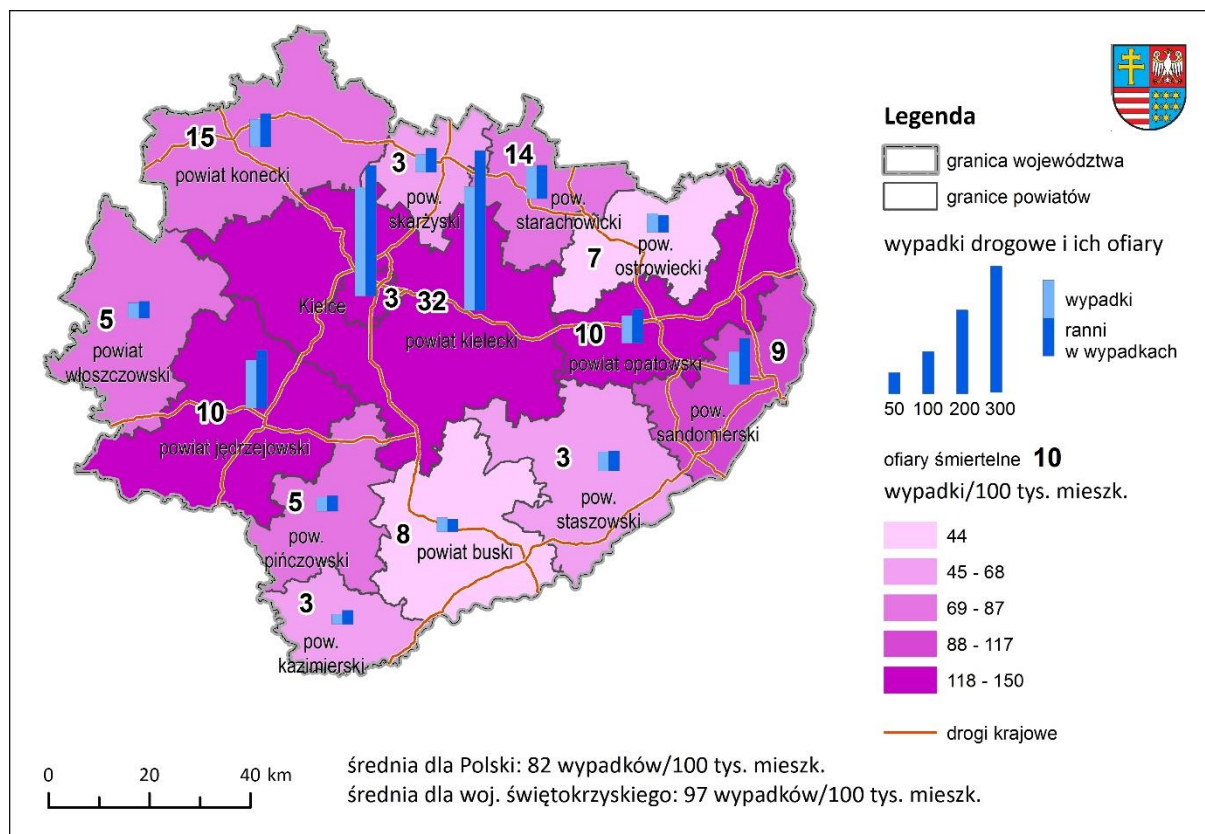 15
powiat konecki
3
pow.
skarżyski
14
pow.
starachowicki
7
pow.
ostrowiecki
5
powiat
włoszczowski
Kielce
3
32
powiat kielecki
10
powiat opatowski
9
pow.
sandomierski
10
powiat jędrzejowski
3
pow.
staszowski
5
pow.
pińczowski
8
powiat buski
3
pow.
kazimierski
Legenda
granica województwa
granice powiatów
wypadki drogowe i ich ofiary
wypadki
ranni
w wypadkach
50 100 200 300
ofiary śmiertelne 10
wypadki/100 tys. mieszk.
44
45 - 68
69 - 87
88 - 117
118 - 150
drogi krajowe
0 20 40 km
średnia dla Polski: 82 wypadków/100 tys. mieszk.
średnia dla woj. świętokrzyskiego: 97 wypadków/100 tys. mieszk.